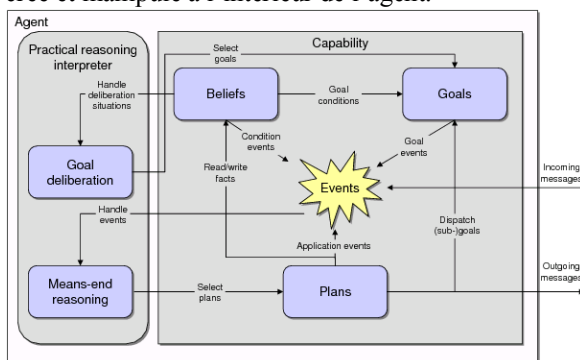 créé et manipulé à l'intérieur de l'agent.
Agent
Practical reasoning
interpreter
Capability
Select
goals
Handle
deliberation
situations
Beliefs
Goal
conditions
Goals
Condition
events
Goal
events
Read/write
facts
Goal
deliberation
Events
Incoming
messages
Handle
events
Dispatch
(sub-)goals
Application events
Means-end
reasoning
Select
plans
Plans
Outgoing
messages